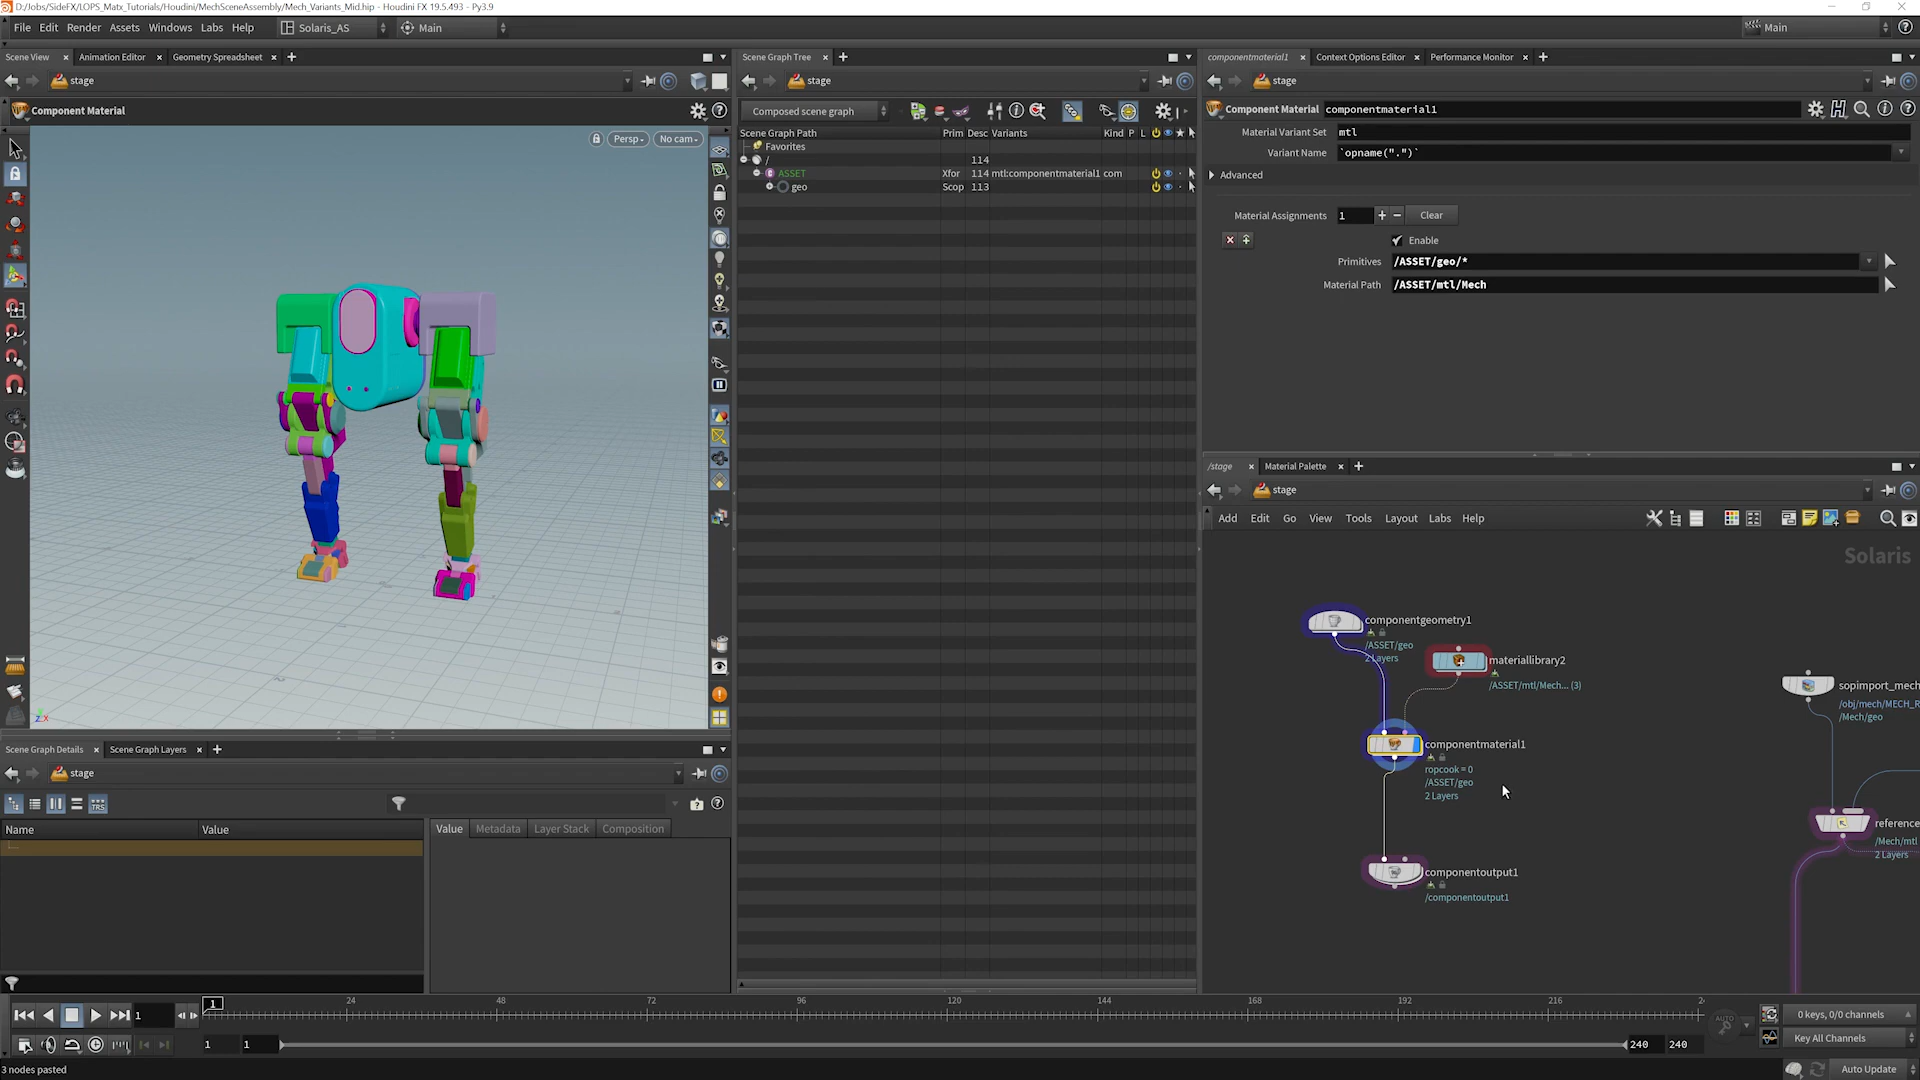 D:/Jobs/SideFX/LOPS_Matx_Tutorials/Houdini/MechSceneAssembly/Mech_Variants_Mid.hip - Houdini FX 19.5.493 - Py3.9
File Edit Render Assets Windows Labs Help Solaris_AS Main Main
Scene View Animation Editor Geometry Spreadsheet
stage
Component Material
Persp No cam
Scene Graph Tree
stage
Composed scene graph
Scene Graph Path Prim Desc Variants Kind P L
Favorites
/ 114
ASSET Xfor 114 mtl:componentmaterial1 com
geo Scop 113
componentmaterial1 Context Options Editor Performance Monitor
stage
Component Material componentmaterial1
Material Variant Set mtl
Variant Name `opname(".")`
Advanced
Material Assignments 1 Clear
Enable
Primitives /ASSET/geo/*
Material Path /ASSET/mtl/Mech
/stage Material Palette
stage
Add Edit Go View Tools Layout Labs Help
Solaris
componentgeometry1
/ASSET/geo
2 Layers
materiallibrary2
/ASSET/mtl/Mech... (3)
componentmaterial1
ropcook = 0
/ASSET/geo
2 Layers
componentoutput1
/componentoutput1
sopimport_mech
/obj/mech/MECH_R
/Mech/geo
reference
/Mech/mtl
2 Layers
Scene Graph Details Scene Graph Layers
stage
Name Value
Value Metadata Layer Stack Composition
1 1 24 48 72 96 120 144 168 192 216 2
1 1 240 240
AUTO
0 keys, 0/0 channels
Key All Channels
3 nodes pasted
Auto Update